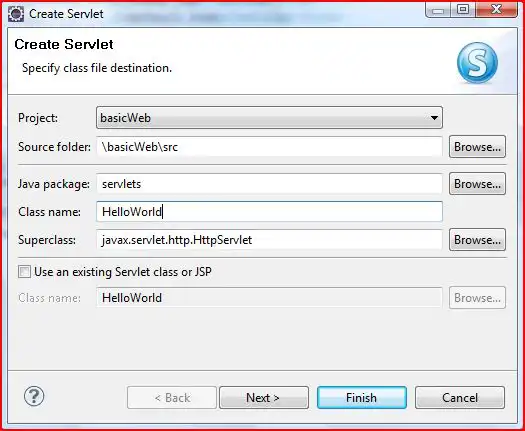 Create Servlet
Create Servlet
Specify class file destination.
S
Project: basicWeb
Source folder: \basicWeb\src Browse...
Java package: servlets Browse...
Class name: HelloWorld
Superclass: javax.servlet.http.HttpServlet Browse...
Use an existing Servlet class or JSP
Class name: HelloWorld Browse...
? < Back Next > Finish Cancel